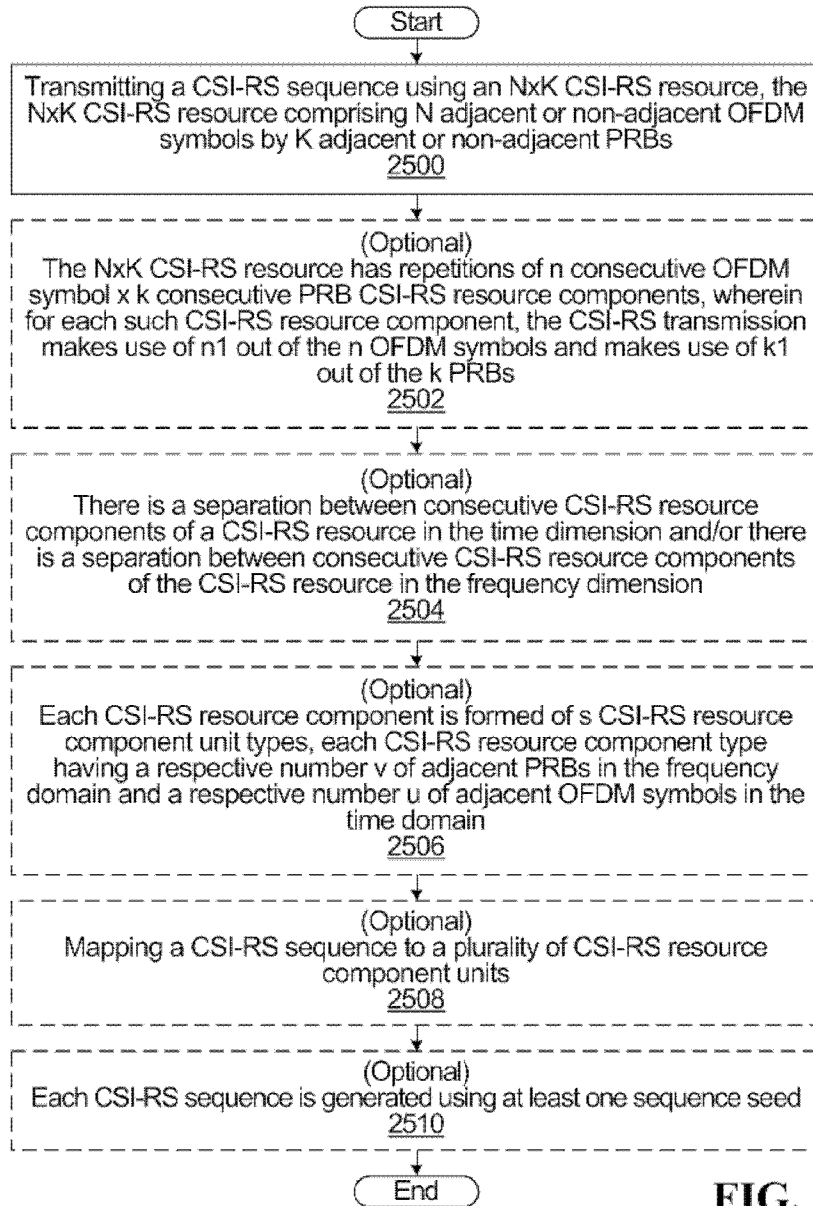 Start
Transmitting a CSI-RS sequence using an NxK CSI-RS resource, the
NxK CSI-RS resource comprising N adjacent or non-adjacent OFDM
symbols by K adjacent or non-adjacent PRBs
2500
(Optional)
The NxK CSI-RS resource has repetitions of n consecutive OFDM
symbol x k consecutive PRB CSI-RS resource components, wherein
for each such CSI-RS resource component, the CSI-RS transmission
makes use of n1 out of the n OFDM symbols and makes use of k1
out of the k PRBs
2502
(Optional)
There is a separation between consecutive CSI-RS resource
components of a CSI-RS resource in the time dimension and/or there
is a separation between consecutive CSI-RS resource components
of the CSI-RS resource in the frequency dimension
2504
(Optional)
Each CSI-RS resource component is formed of s CSI-RS resource
component unit types, each CSI-RS resource component type
having a respective number v of adjacent PRBs in the frequency
domain and a respective number u of adjacent OFDM symbols in the
time domain
2506
(Optional)
Mapping a CSI-RS sequence to a plurality of CSI-RS resource
component units
2508
(Optional)
Each CSI-RS sequence is generated using at least one sequence seed
2510
End
FIG.